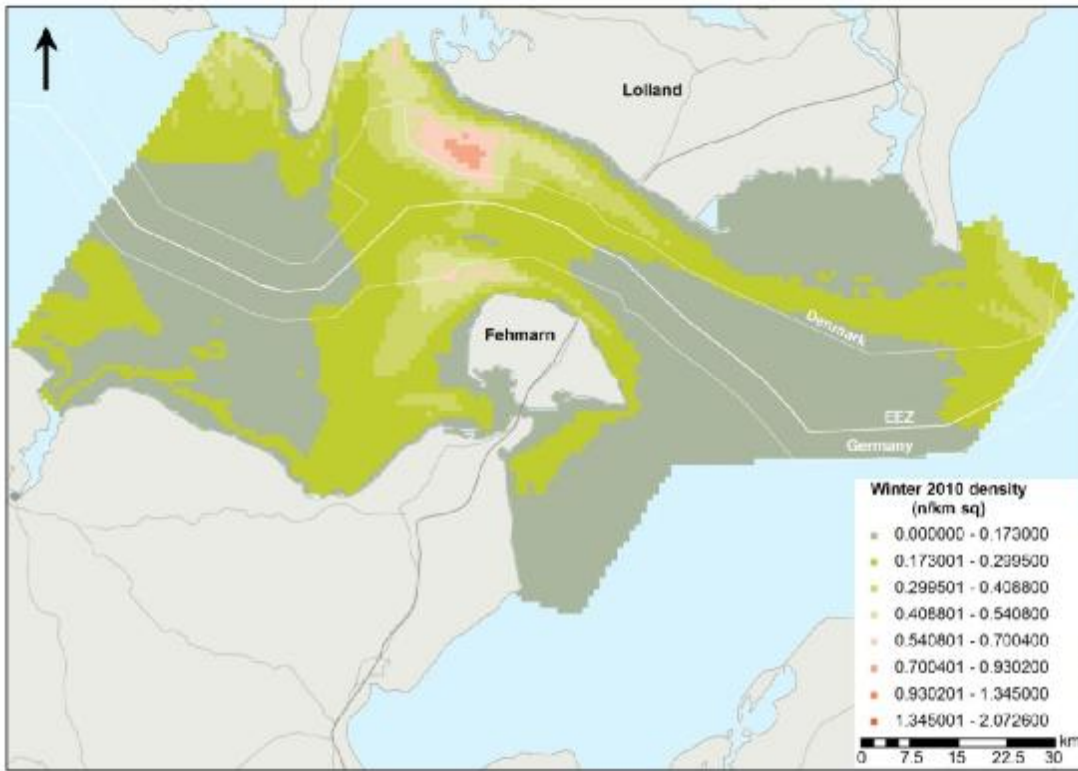 Lolland
Fehmarn
Denmark
EEZ
Germany
Winter 2010 density
(n/km sq)
0.000000 - 0.173000
0.173001 - 0.299500
0.299501 - 0.408800
0.408801 - 0.540800
0.540801 - 0.700400
0.700401 - 0.930200
0.930201 - 1.345000
1.345001 - 2.072600
km
0 7.5 15 22.5 30